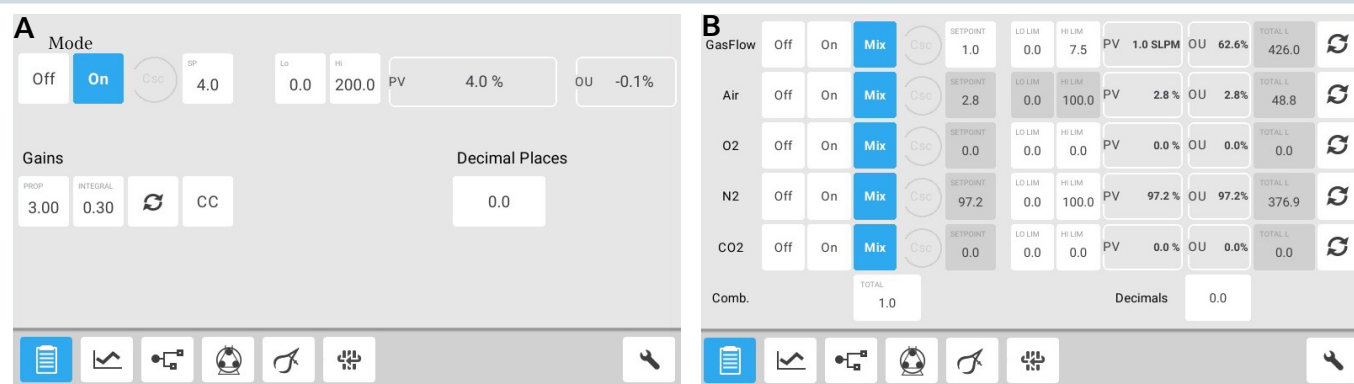 A
Mode
Off On Csc SP 4.0 Lo 0.0 Hi 200.0 PV 4.0 % OU -0.1%
Gains
Decimal Places
PROP 3.00 INTEGRAL 0.30 CC 0.0
B
GasFlow Off On Mix Csc SETPOINT 1.0 LO LIM 0.0 HI LIM 7.5 PV 1.0 SLPM OU 62.6% TOTAL L 426.0
Air Off On Mix Csc SETPOINT 2.8 LO LIM 0.0 HI LIM 100.0 PV 2.8 % OU 2.8% TOTAL L 48.8
O2 Off On Mix Csc SETPOINT 0.0 LO LIM 0.0 HI LIM 0.0 PV 0.0 % OU 0.0% TOTAL L 0.0
N2 Off On Mix Csc SETPOINT 97.2 LO LIM 0.0 HI LIM 100.0 PV 97.2 % OU 97.2% TOTAL L 376.9
CO2 Off On Mix Csc SETPOINT 0.0 LO LIM 0.0 HI LIM 0.0 PV 0.0 % OU 0.0% TOTAL L 0.0
Comb. TOTAL 1.0 Decimals 0.0